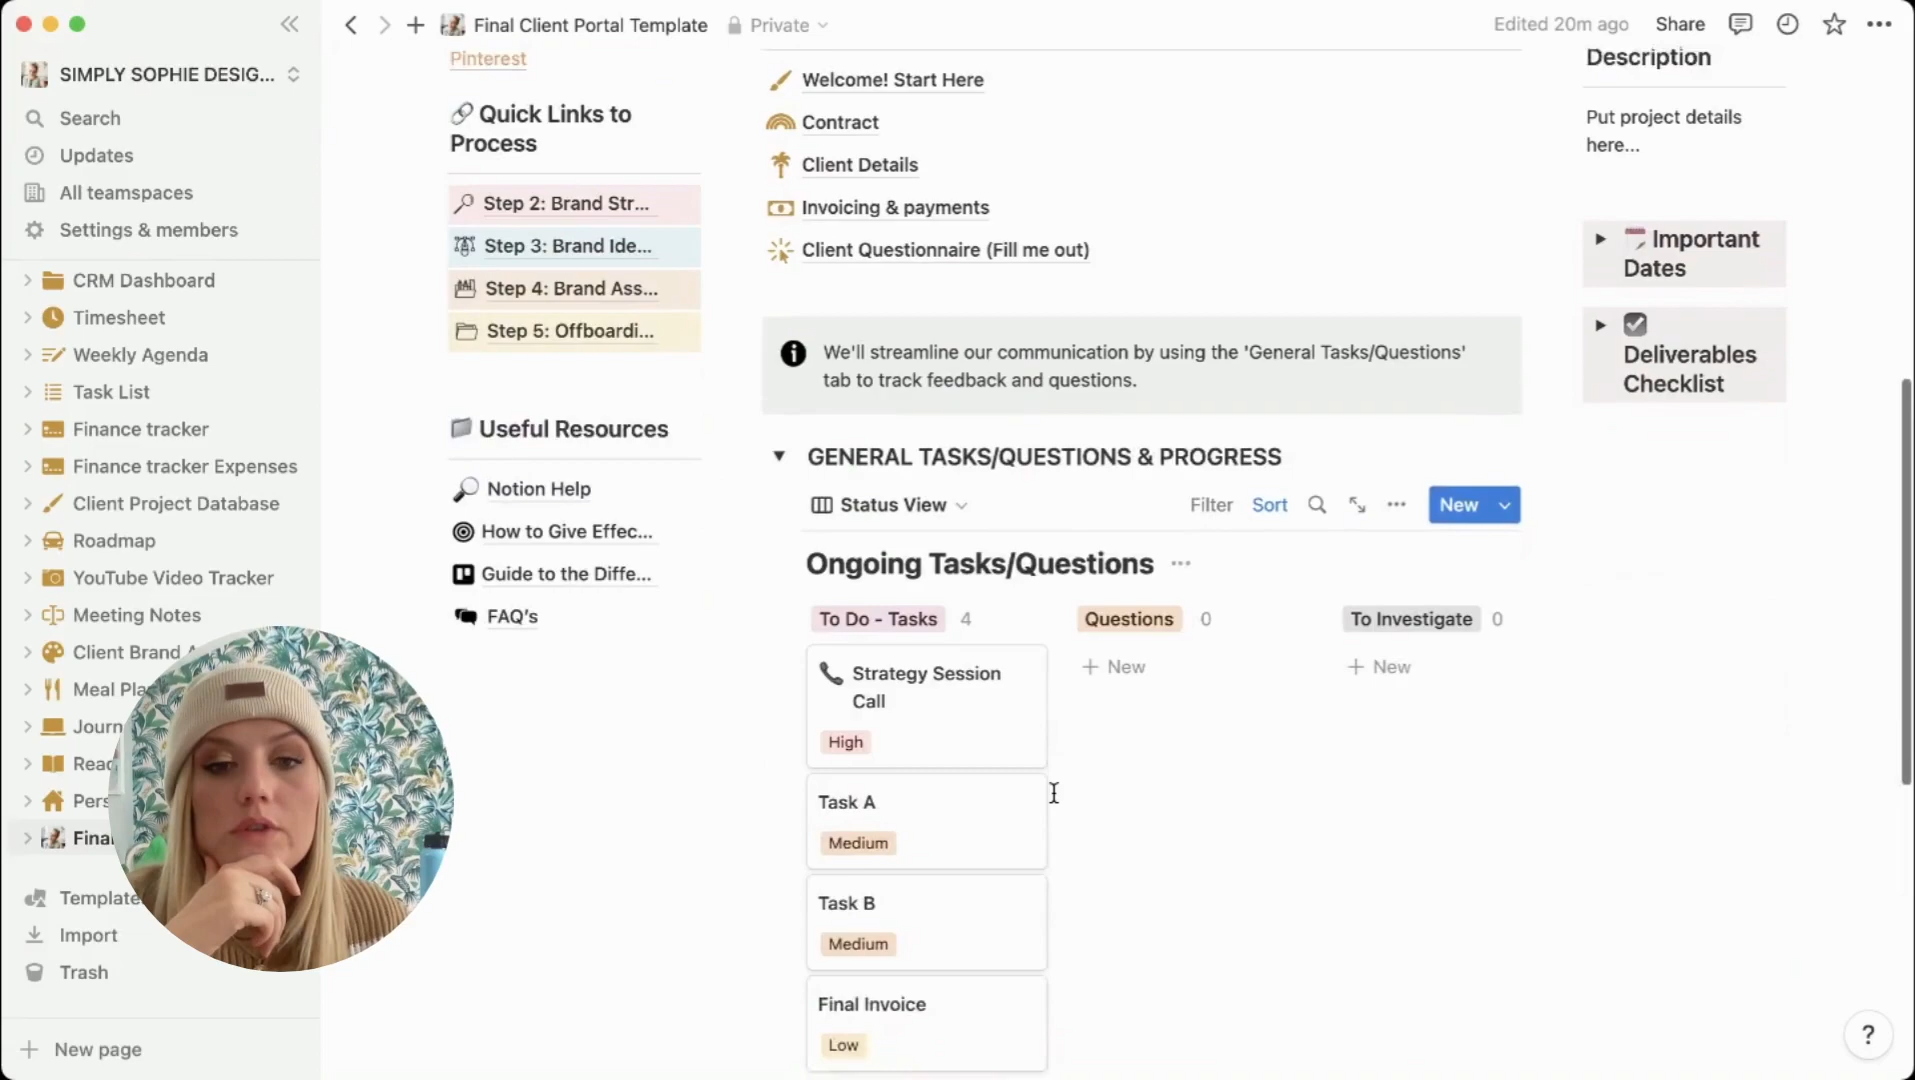 Final Client Portal Template
Private
Edited 20m ago
Share
SIMPLY SOPHIE DESIG...
Search
Updates
All teamspaces
Settings & members
CRM Dashboard
Timesheet
Weekly Agenda
Task List
Finance tracker
Finance tracker Expenses
Client Project Database
Roadmap
YouTube Video Tracker
Meeting Notes
Client Brand
Meal Pla
Journ
Read
Pers
Final
Template
Import
Trash
New page
Pinterest
Quick Links to
Process
Step 2: Brand Str...
Step 3: Brand Ide...
Step 4: Brand Ass...
Step 5: Offboardi...
Useful Resources
Notion Help
How to Give Effec...
Guide to the Diffe...
FAQ's
Welcome! Start Here
Contract
Client Details
Invoicing & payments
Client Questionnaire (Fill me out)
We'll streamline our communication by using the 'General Tasks/Questions'
tab to track feedback and questions.
GENERAL TASKS/QUESTIONS & PROGRESS
Status View
Filter
Sort
New
Ongoing Tasks/Questions
To Do - Tasks 4
Questions 0
To Investigate 0
+ New
+ New
Strategy Session
Call
High
Task A
Medium
Task B
Medium
Final Invoice
Low
Description
Put project details
here...
Important
Dates
Deliverables
Checklist
?